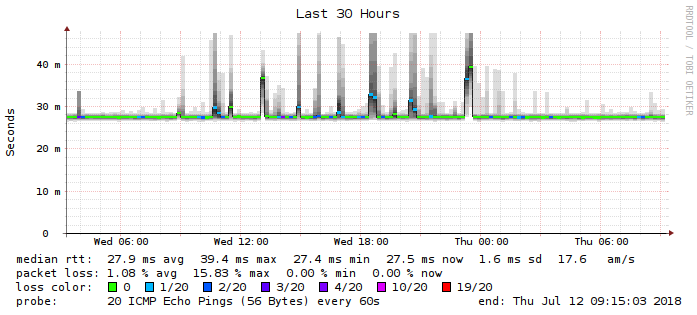 Last 30 Hours
RRDTOOL / TOBI OETIKER
Seconds
40 m
30 m
20 m
10 m
0
Wed 06:00 Wed 12:00 Wed 18:00 Thu 00:00 Thu 06:00
median rtt: 27.9 ms avg 39.4 ms max 27.4 ms min 27.5 ms now 1.6 ms sd 17.6 am/s
packet loss: 1.08 % avg 15.83 % max 0.00 % min 0.00 % now
loss color: 0 1/20 2/20 3/20 4/20 10/20 19/20
probe: 20 ICMP Echo Pings (56 Bytes) every 60s end: Thu Jul 12 09:15:03 2018